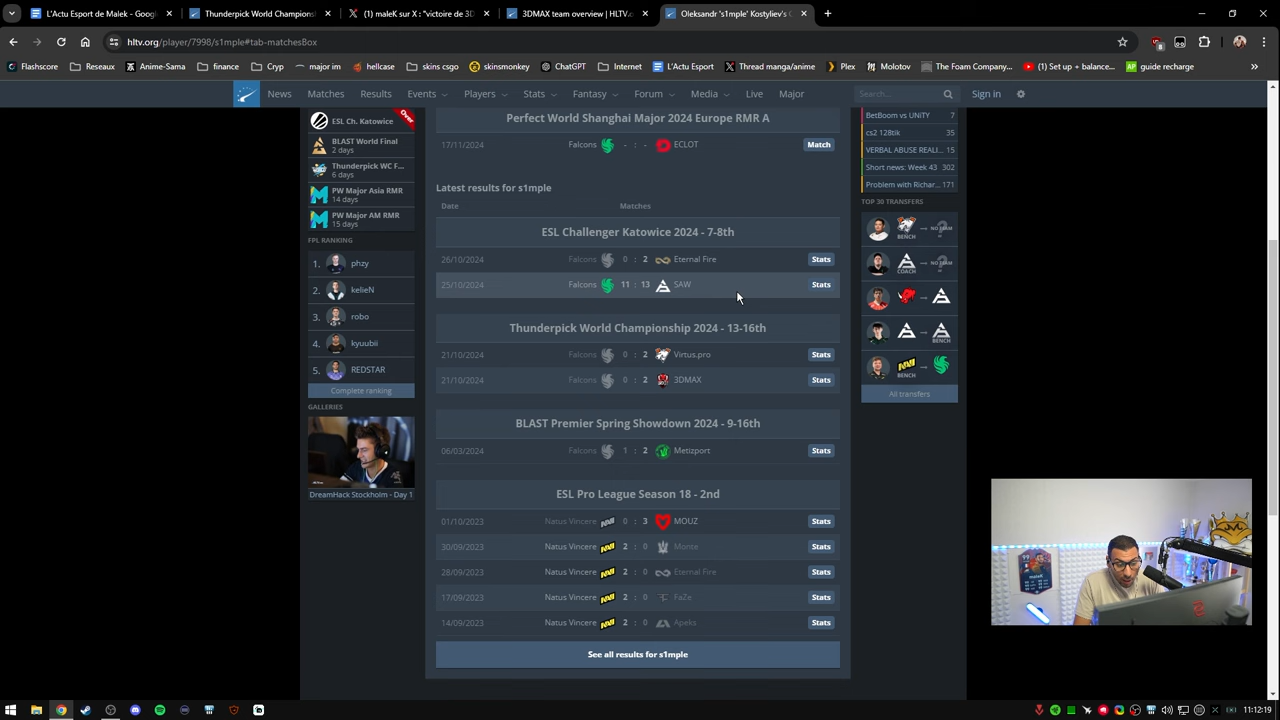 L'Actu Esport de Malek - Googl
Thunderpick World Champions
(1) maleK sur X : "victoire de 3D
3DMAX team overview | HLTV.o
Oleksandr 's1mple' Kostyliev's C
hltv.org/player/7998/s1mple#tab-matchesBox
Flashscore
Reseaux
Anime-Sama
finance
Cryp
major im
hellcase
skins csgo
Internet
skinsmonkey
ChatGPT
L'Actu Esport
Thread manga/anime
Plex
Molotov
The Foam Company...
(1) Set up + balance...
AP guide recharge
News
Matches
Results
Events
Players
Stats
Fantasy
Forum
Media
Live
Major
Search...
Sign in
ESL Ch. Katowice
Over
BLAST World Final
2 days
Thunderpick WC F...
6 days
PW Major Asia RMR
14 days
PW Major AM RMR
15 days
FPL RANKING
1. phzy
2. kelieN
3. robo
4. kyuubii
5. REDSTAR
Complete ranking
GALLERIES
DreamHack Stockholm - Day 1
Perfect World Shanghai Major 2024 Europe RMR A
17/11/2024 Falcons - : - ECLOT Match
Latest results for s1mple
Date Matches
ESL Challenger Katowice 2024 - 7-8th
26/10/2024 Falcons 0 : 2 Eternal Fire Stats
25/10/2024 Falcons 11 : 13 SAW Stats
Thunderpick World Championship 2024 - 13-16th
21/10/2024 Falcons 0 : 2 Virtus.pro Stats
21/10/2024 Falcons 0 : 2 3DMAX Stats
BLAST Premier Spring Showdown 2024 - 9-16th
06/03/2024 Falcons 1 : 2 Metizport Stats
ESL Pro League Season 18 - 2nd
01/10/2023 Natus Vincere 0 : 3 MOUZ Stats
30/09/2023 Natus Vincere 2 : 0 Monte Stats
28/09/2023 Natus Vincere 2 : 0 Eternal Fire Stats
17/09/2023 Natus Vincere 2 : 0 FaZe Stats
14/09/2023 Natus Vincere 2 : 0 Apeks Stats
See all results for s1mple
BetBoom vs UNiTY 7
cs2 128tik 35
VERBAL ABUSE REALI... 15
Short news: Week 43 302
Problem with Richar... 171
TOP 30 TRANSFERS
BENCH
NO TEAM
COACH
NO TEAM
BENCH
BENCH
All transfers
11:12:19